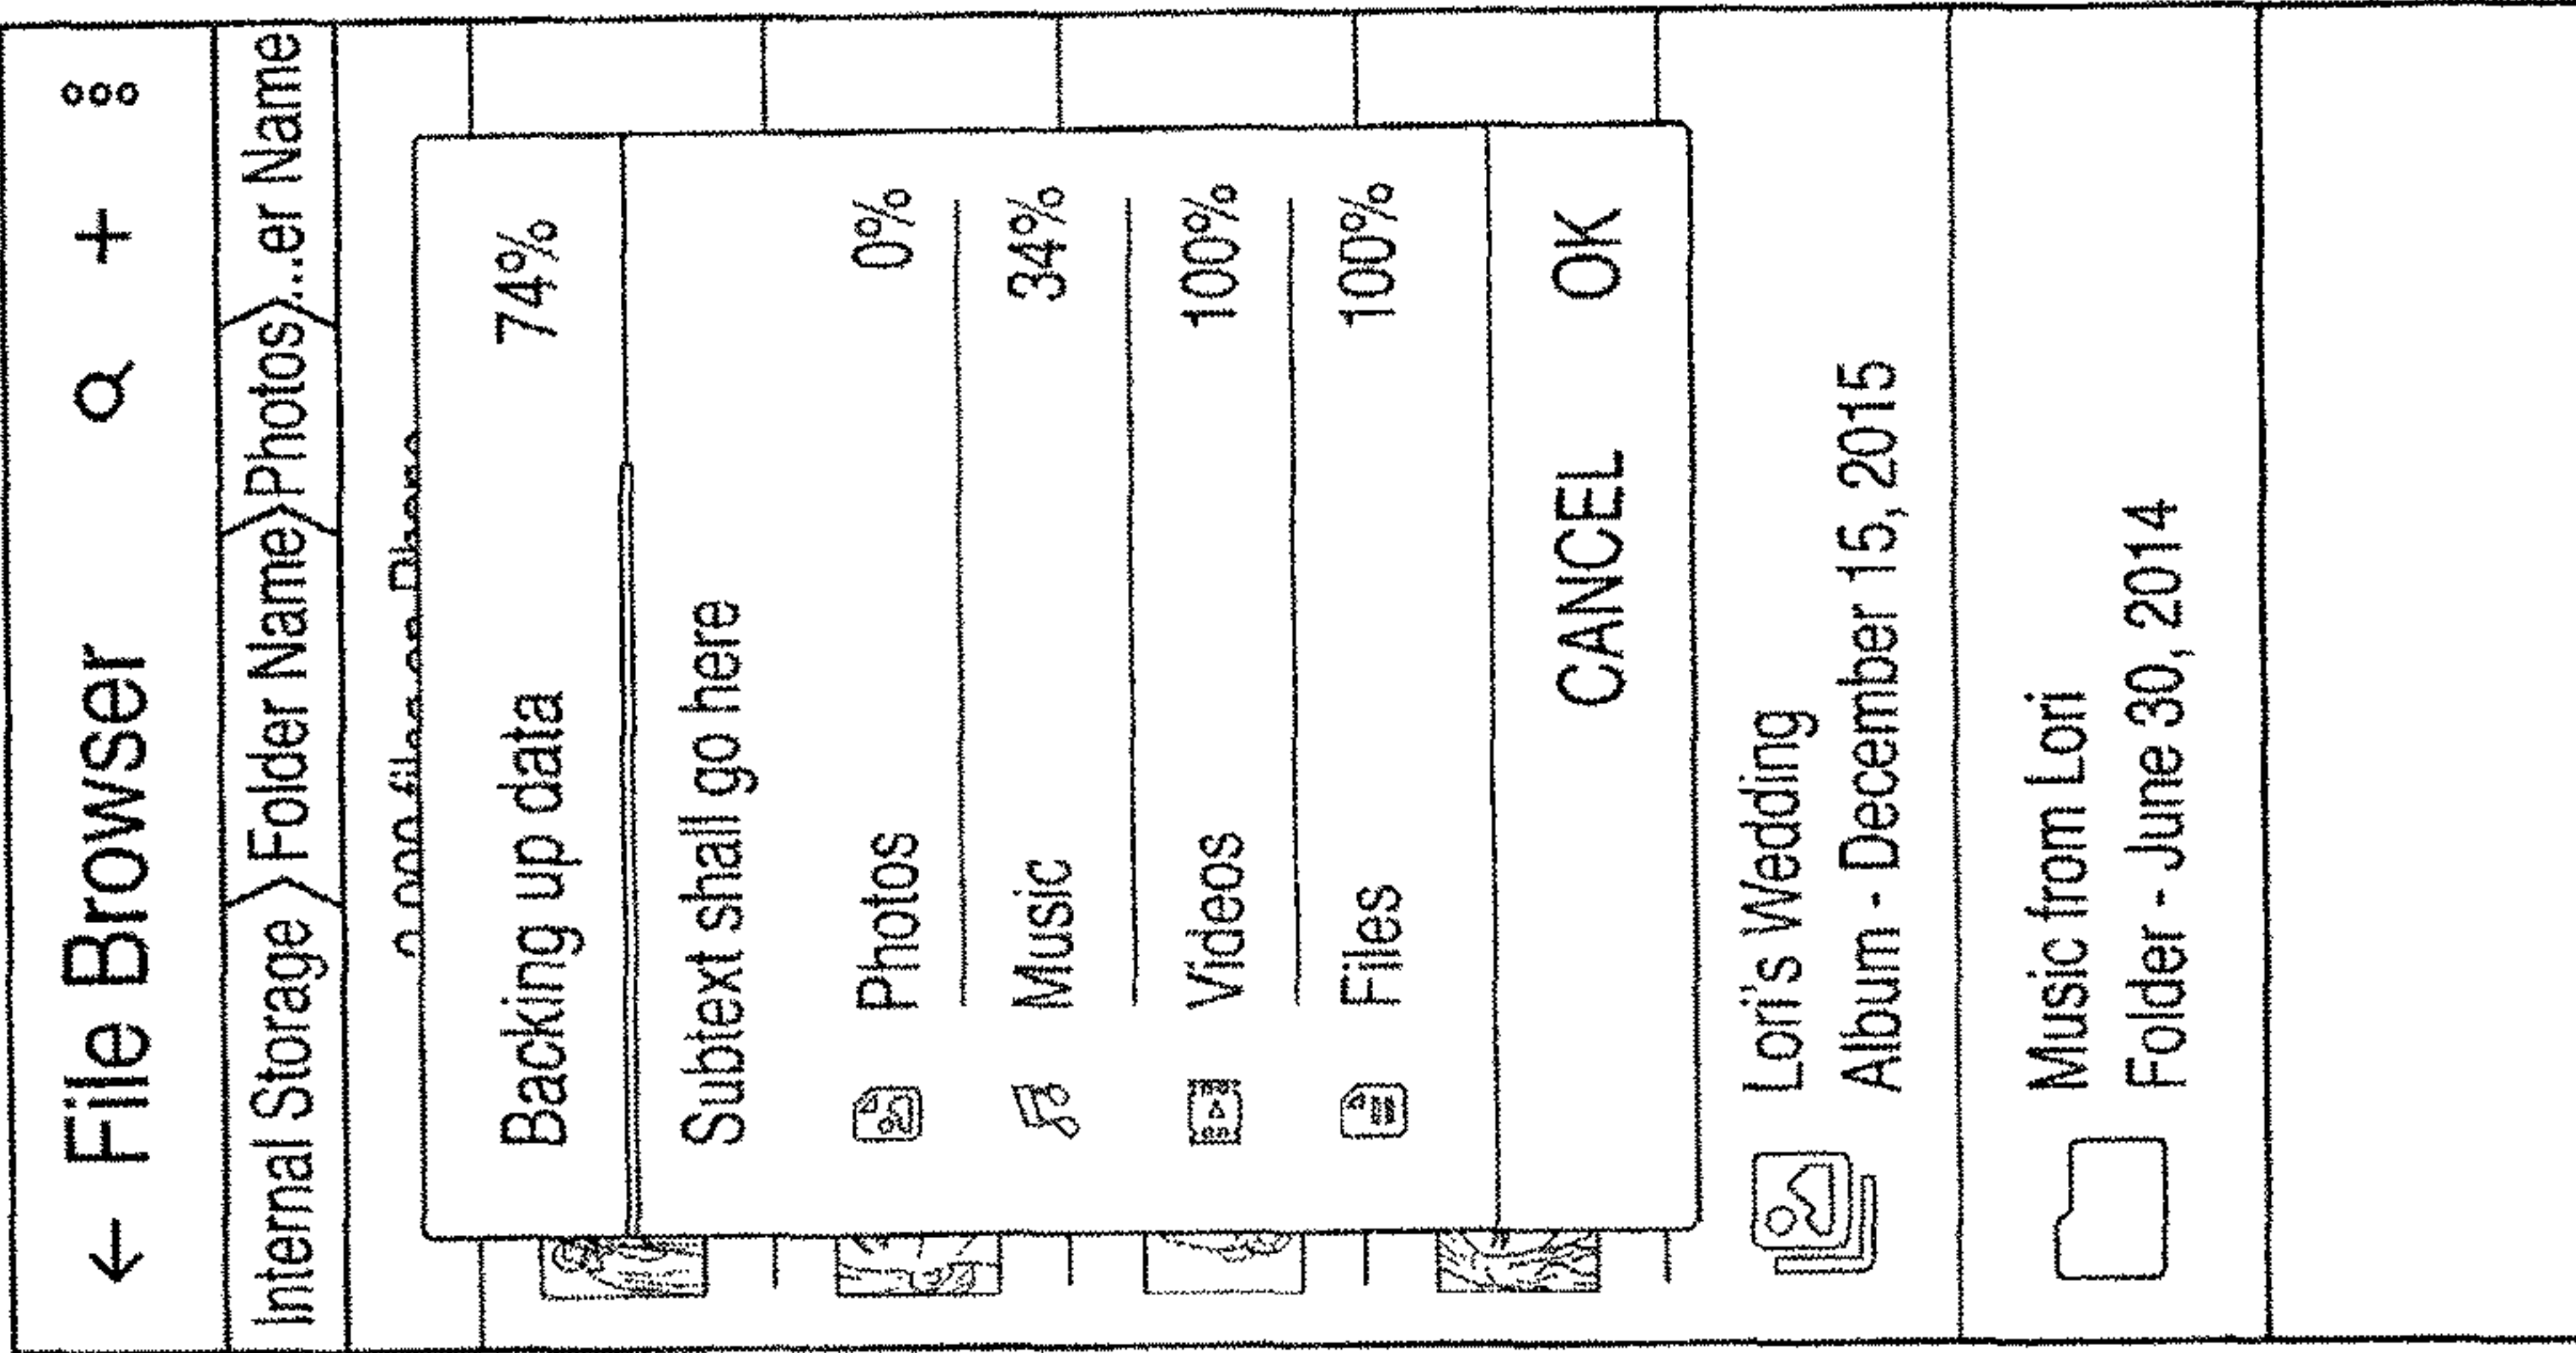 File Browser
Internal Storage Folder Name Photos ...er Name
Backing up data 74%
Subtext shall go here
Photos 0%
Music 34%
Videos 100%
Files 100%
CANCEL OK
Lori's Wedding
Album - December 15, 2015
Music from Lori
Folder - June 30, 2014